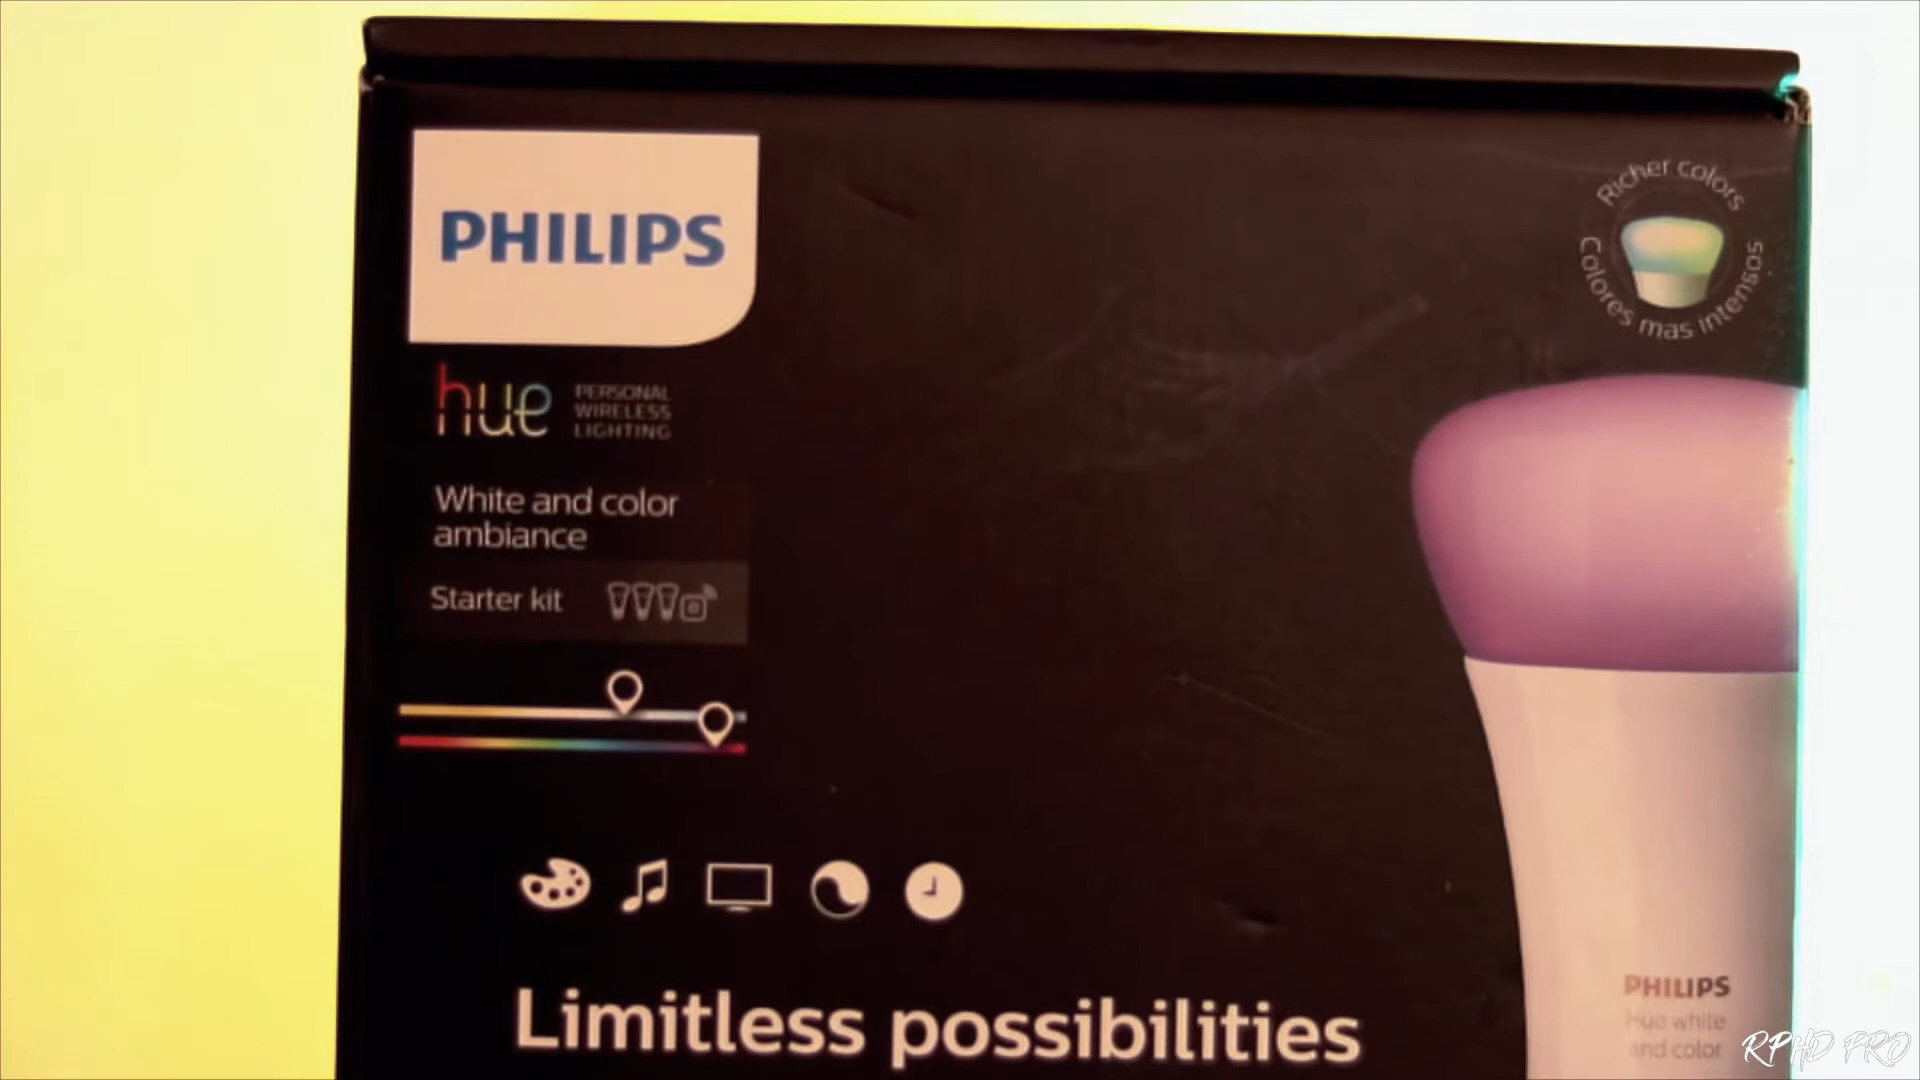 PHILIPS
Richer colors
Colores mas intensos
hue
PERSONAL
WIRELESS
LIGHTING
White and color
ambiance
Starter kit
Limitless possibilities
PHILIPS
Hue white
and color
RPHD PRO